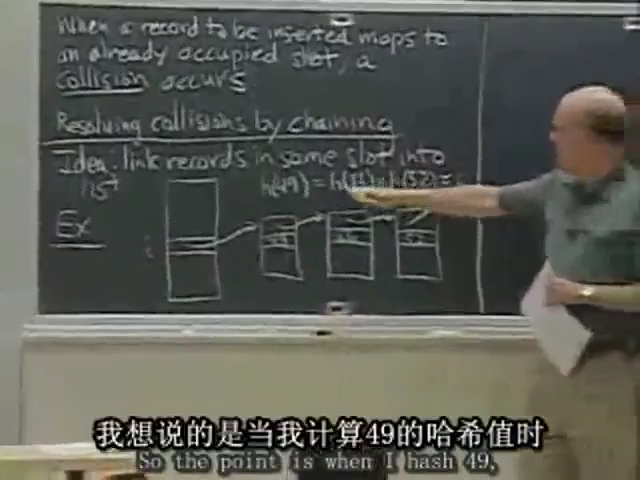 When a record to be inserted maps to
an already occupied slot, a
collision occurs
Resolving collisions by chaining
Idea: link records in same slot into
list
h(49) = h( ) = h(52) =
Ex
i
49
我想说的是当我计算49的哈希值时
So the point is when I hash 49,